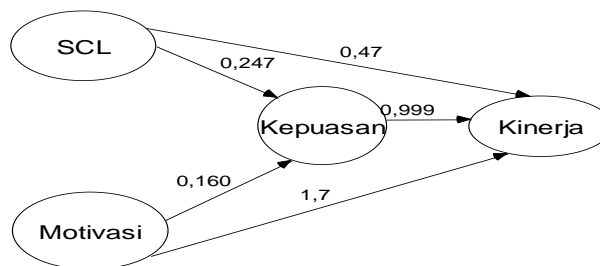 SCL
0,47
0,247
Kepuasan
0,999
Kinerja
0,160
1,7
Motivasi